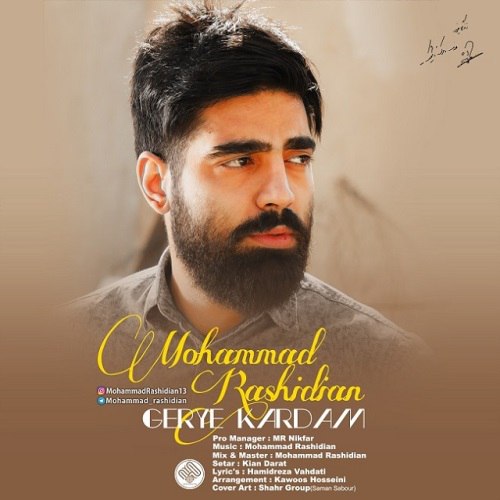 Mohammad
Rashidian
MohammadRashidian13
Mohammad_rashidian
GERYE KARDAM
Pro Manager : MR Nikfar
Music : Mohammad Rashidian
Mix & Master : Mohammad Rashidian
Setar : Kian Darat
Lyric's : Hamidreza Vahdati
Arrangement : Kawoos Hosseini
Cover Art : Shahr Group(Saman Sabour)